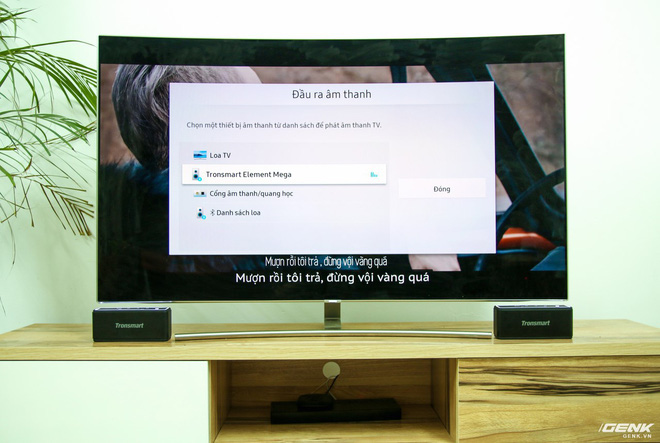 Đầu ra âm thanh
Chọn một thiết bị âm thanh từ danh sách để phát âm thanh TV.
Loa TV
Tronsmart Element Mega
Cổng âm thanh/quang học
Đóng
Danh sách loa
Mượn rồi tôi trả , đừng vội vàng quá
Mượn rồi tôi trả, đừng vội vàng quá
Tronsmart
Tronsmart
GENK
GENK.VN